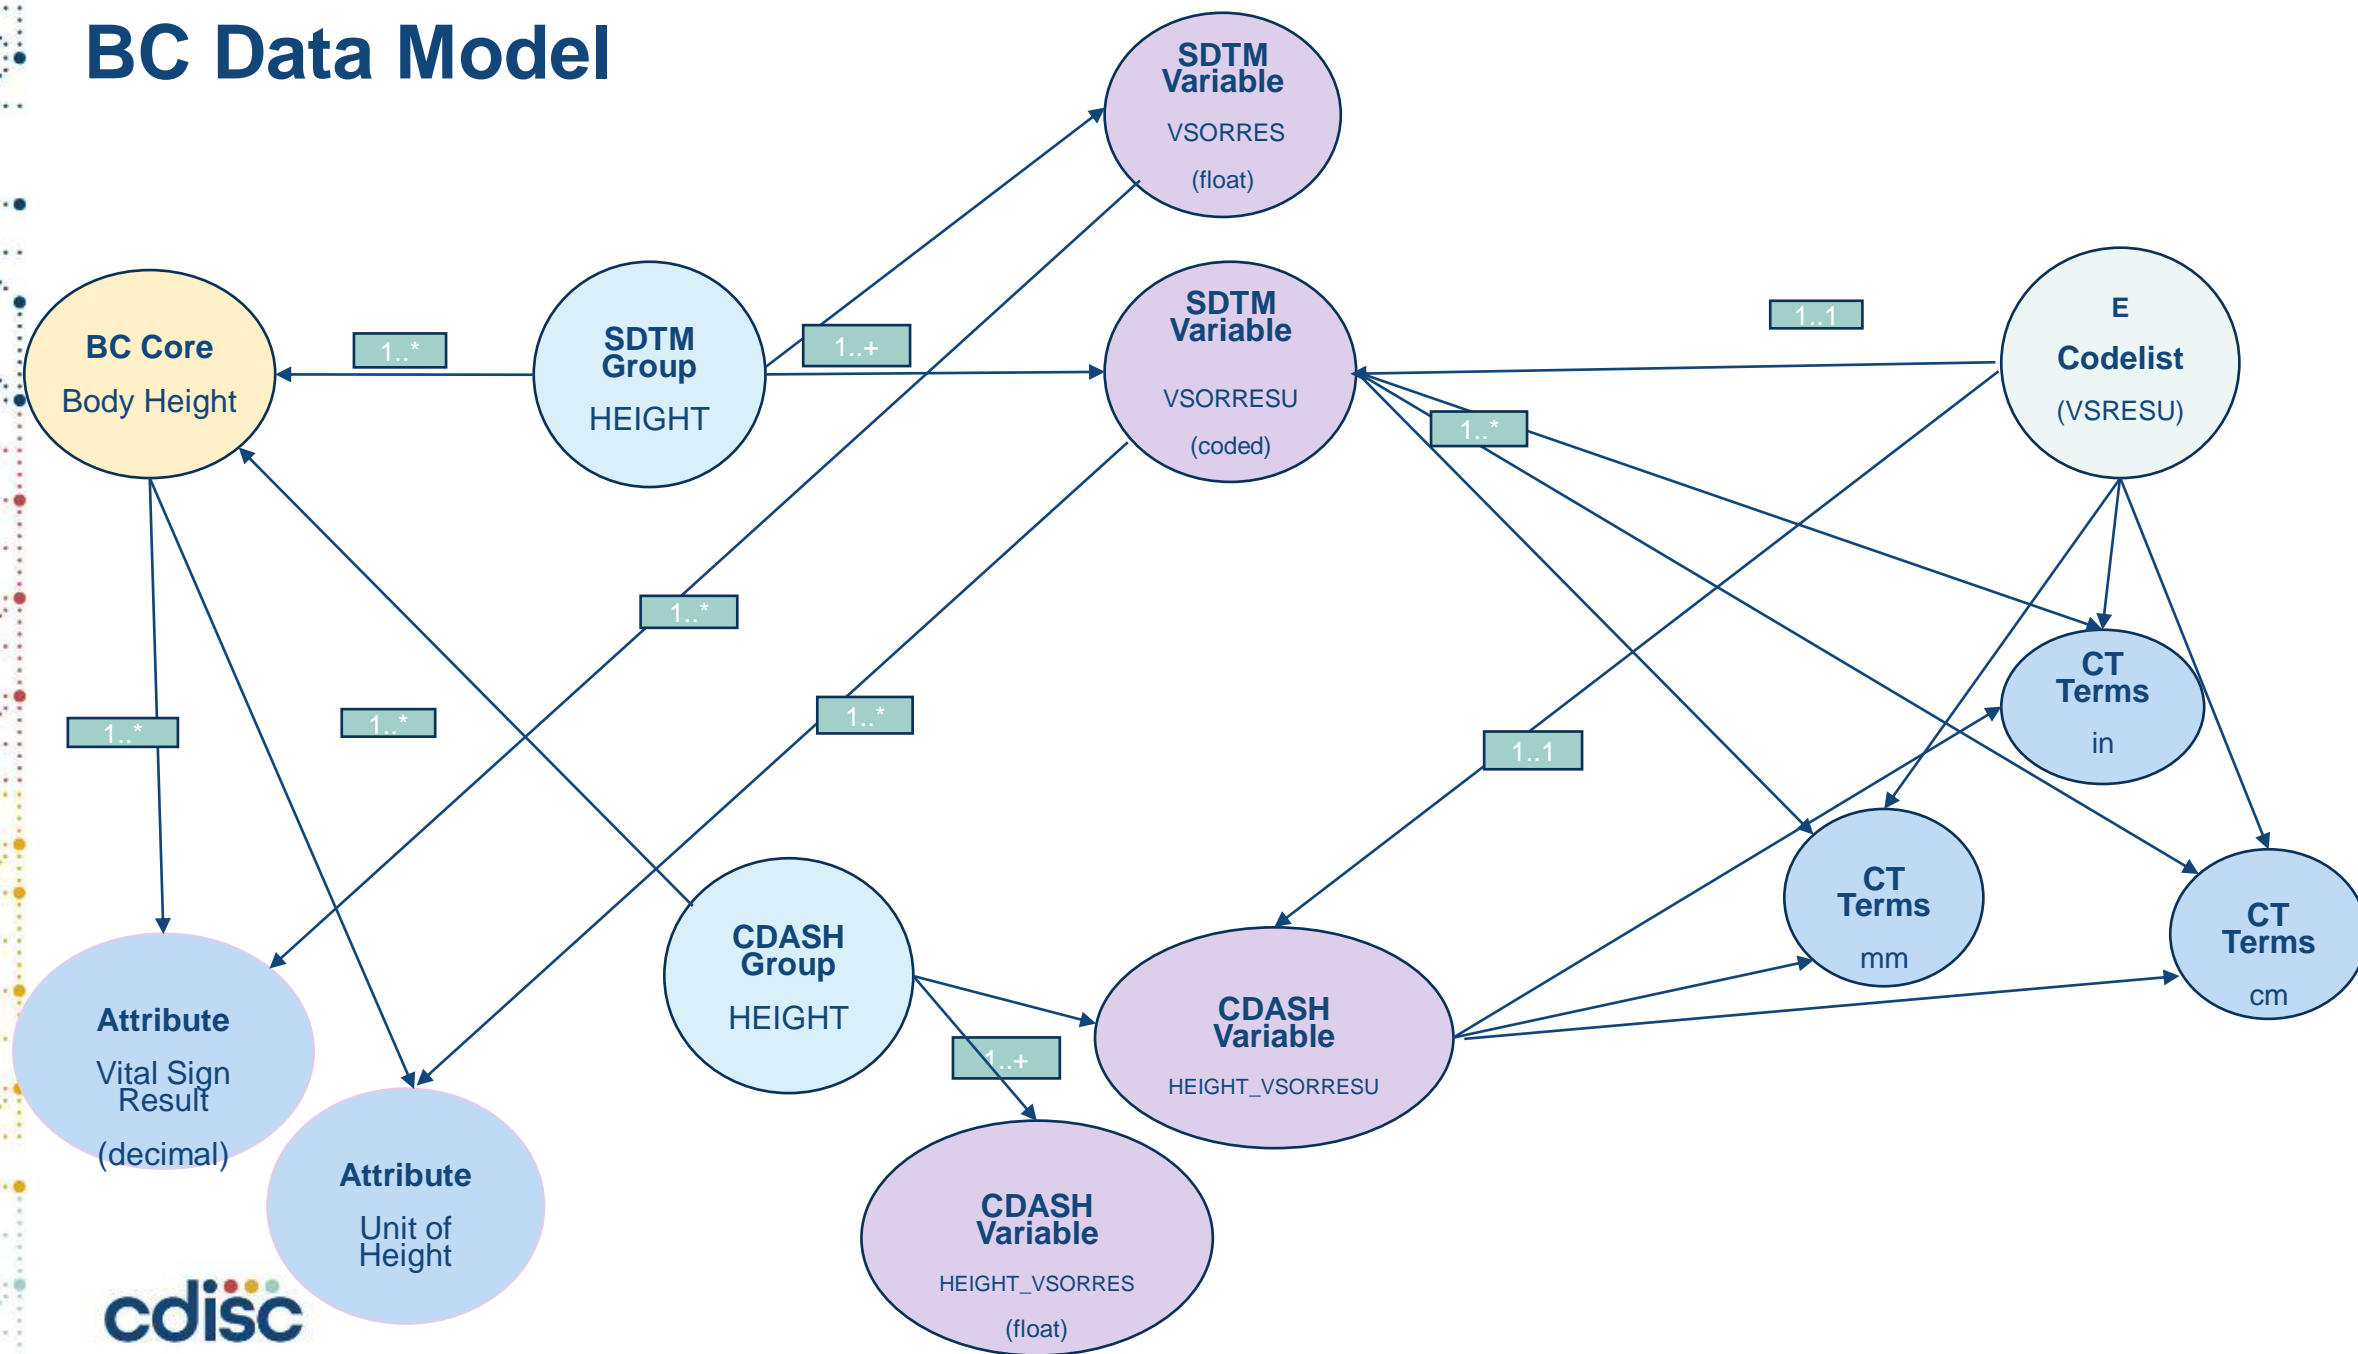 BC Data Model
SDTM
Variable
VSORRES
(float)
BC Core
Body Height
1..*
SDTM
Group
HEIGHT
1..+
SDTM
Variable
VSORRESU
(coded)
1..1
E
Codelist
(VSRESU)
1..*
1..*
1..*
1..*
1..*
1..1
CT
Terms
in
CT
Terms
mm
CT
Terms
cm
CDASH
Group
HEIGHT
1..+
CDASH
Variable
HEIGHT_VSORRESU
Attribute
Vital Sign
Result
(decimal)
Attribute
Unit of
Height
CDASH
Variable
HEIGHT_VSORRES
(float)
cdisc